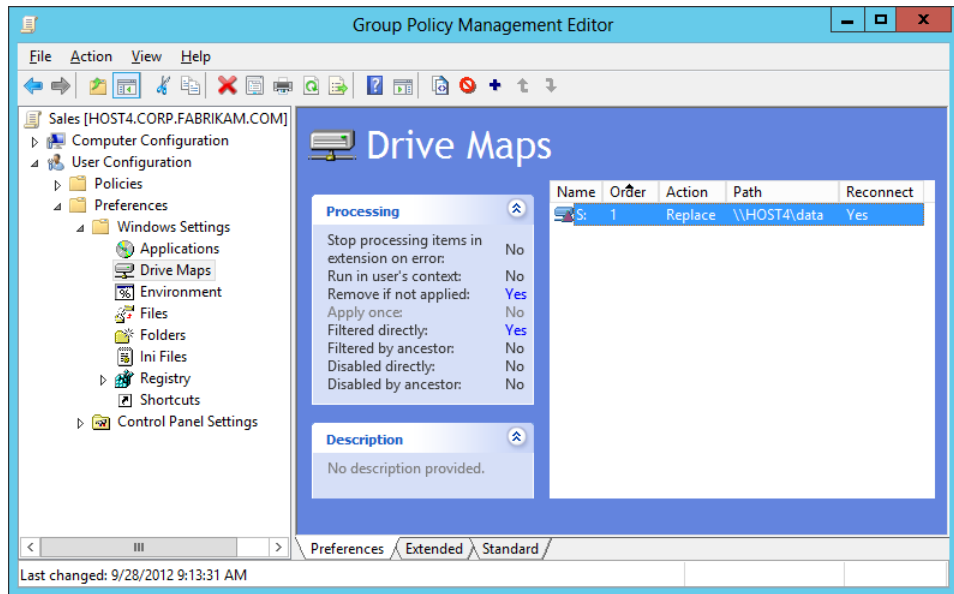 Group Policy Management Editor
File Action View Help
Sales [HOST4.CORP.FABRIKAM.COM]
Computer Configuration
User Configuration
Policies
Preferences
Windows Settings
Applications
Drive Maps
Environment
Files
Folders
Ini Files
Registry
Shortcuts
Control Panel Settings
Drive Maps
Processing
Stop processing items in
extension on error: No
Run in user's context: No
Remove if not applied: Yes
Apply once: No
Filtered directly: Yes
Filtered by ancestor: No
Disabled directly: No
Disabled by ancestor: No
Description
No description provided.
Name Order Action Path Reconnect
S: 1 Replace \\HOST4\data Yes
Preferences Extended Standard
Last changed: 9/28/2012 9:13:31 AM